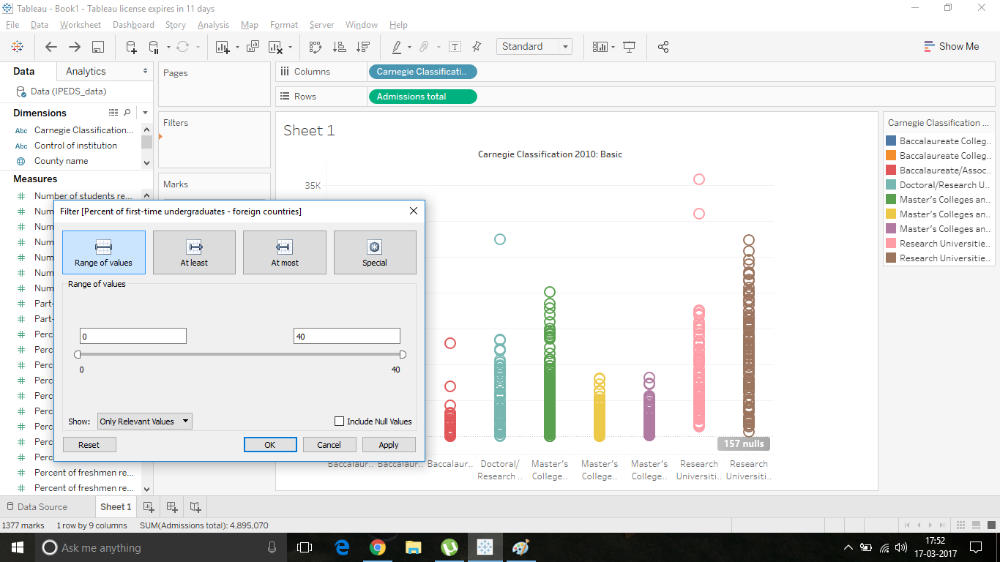 Tableau - Book1 - Tableau license expires in 11 days
File Data Worksheet Dashboard Story Analysis Map Format Server Window Help
Standard
Show Me
Data Analytics
Data (IPEDS_data)
Dimensions
Abc Carnegie Classification...
Abc Control of institution
County name
Measures
Number of students re...
Num
Num
Num
Num
Num
Num
Part-
Part-
Perc
Perc
Perc
Perc
Perc
Perc
Perc
Perc
Perc
Percent of freshmen re...
Percent of freshmen re...
Pages
Filters
Marks
Columns
Carnegie Classificati..
Rows
Admissions total
Sheet 1
Carnegie Classification 2010: Basic
35K
157 nulls
Baccalaur.. Baccalaur.. Baccalaur.. Doctoral/ Master's Master's Master's Research Research
Research .. College.. College.. College.. Universiti.. Universiti..
Carnegie Classification ...
Baccalaureate Colleg..
Baccalaureate Colleg..
Baccalaureate/Assoc..
Doctoral/Research U..
Master's Colleges an..
Master's Colleges an..
Master's Colleges an..
Research Universitie..
Research Universitie..
Filter [Percent of first-time undergraduates - foreign countries]
Range of values At least At most Special
Range of values
0 40
0 40
Show: Only Relevant Values Include Null Values
Reset OK Cancel Apply
Data Source Sheet 1
1377 marks 1 row by 9 columns SUM(Admissions total): 4,895,070
Ask me anything
17:52
17-03-2017